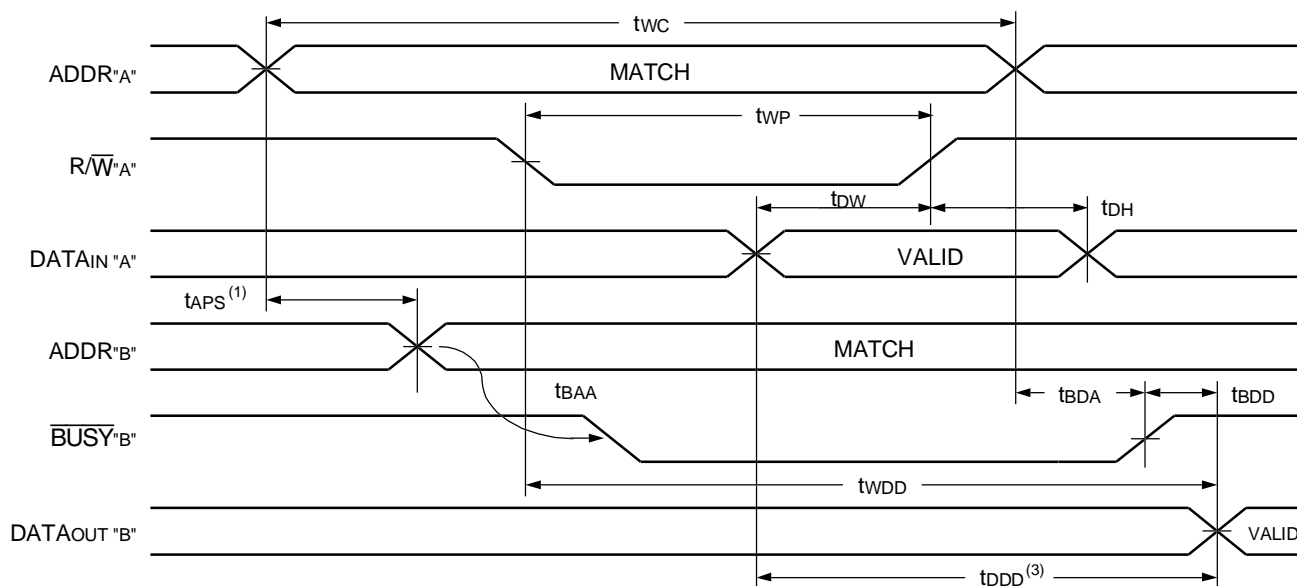 tWC
ADDR"A"
MATCH
tWP
R/W̅"A"
tDW
tDH
DATAIN "A"
VALID
tAPS(1)
ADDR"B"
MATCH
tBAA
tBDA
tBDD
B̅U̅S̅Y̅"B"
tWDD
DATAOUT "B"
VALID
tDDD(3)